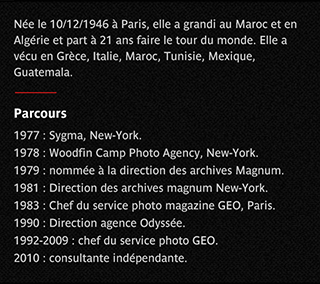 Née le 10/12/1946 à Paris, elle a grandi au Maroc et en
Algérie et part à 21 ans faire le tour du monde. Elle a
vécu en Grèce, Italie, Maroc, Tunisie, Mexique,
Guatemala.
Parcours
1977 : Sygma, New-York.
1978 : Woodfin Camp Photo Agency, New-York.
1979 : nommée à la direction des archives Magnum.
1981 : Direction des archives magnum New-York.
1983 : Chef du service photo magazine GEO, Paris.
1990 : Direction agence Odyssée.
1992-2009 : chef du service photo GEO.
2010 : consultante indépendante.